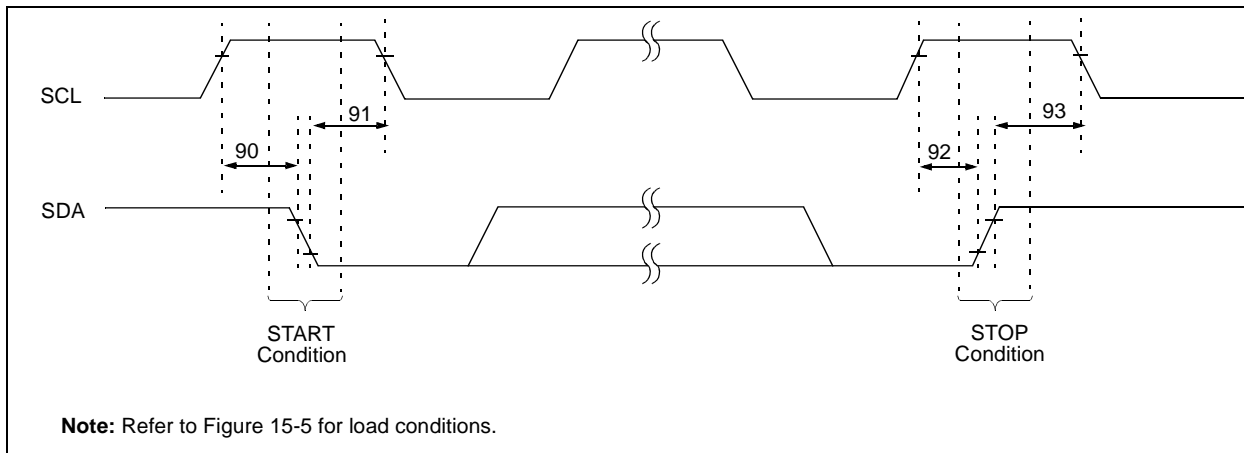 SCL
91
93
90
92
SDA
START
Condition
STOP
Condition
Note: Refer to Figure 15-5 for load conditions.